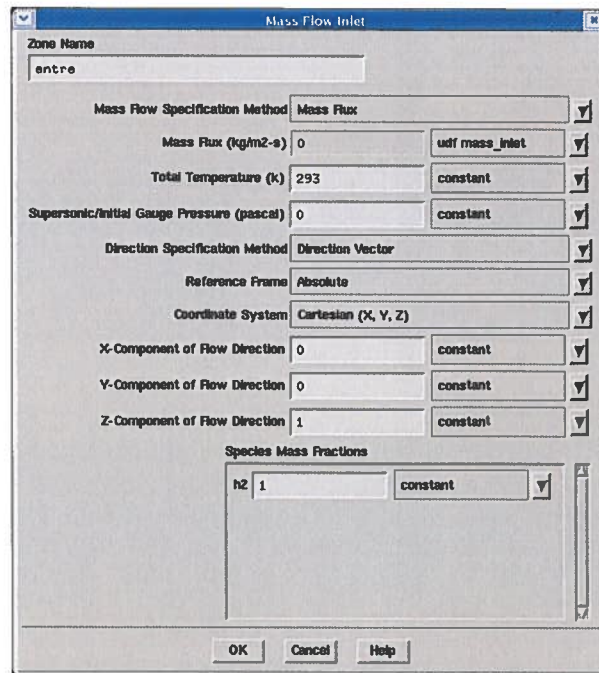 Mass Flow Inlet
Zone Name
entre
Mass Flow Specification Method Mass Flux
Mass Flux (kg/m2-s) 0 udf mass_inlet
Total Temperature (k) 293 constant
Supersonic/Initial Gauge Pressure (pascal) 0 constant
Direction Specification Method Direction Vector
Reference Frame Absolute
Coordinate System Cartesian (X, Y, Z)
X-Component of Flow Direction 0 constant
Y-Component of Flow Direction 0 constant
Z-Component of Flow Direction 1 constant
Species Mass Fractions
h2 1 constant
OK Cancel Help